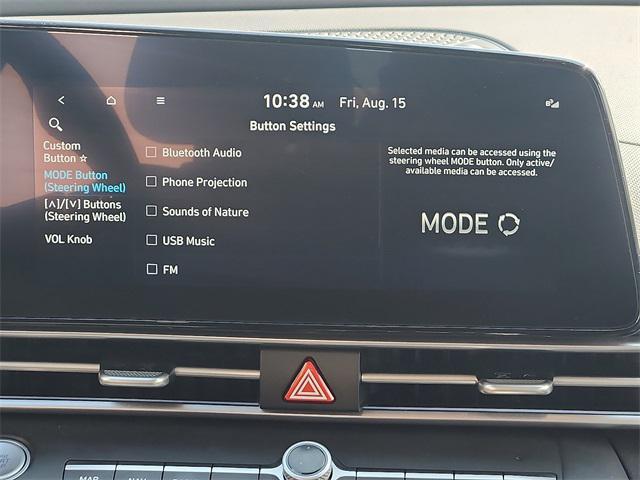 10:38 AM Fri, Aug. 15
Button Settings
Custom
Button ☆
MODE Button
(Steering Wheel)
[∧]/[∨] Buttons
(Steering Wheel)
VOL Knob
Bluetooth Audio
Phone Projection
Sounds of Nature
USB Music
FM
Selected media can be accessed using the
steering wheel MODE button. Only active/
available media can be accessed.
MODE
MAP
NAV